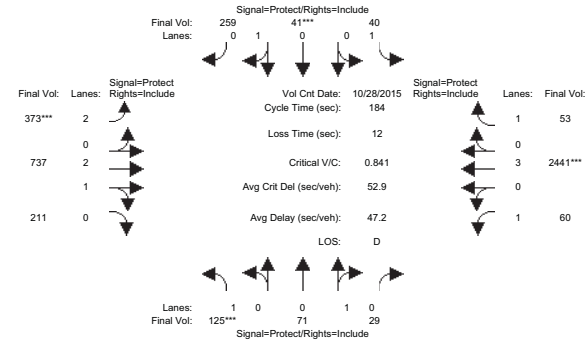 Signal=Protect/Rights=Include
Final Vol: 259 41*** 40
Lanes: 0 1 0 0 1
Signal=Protect
Final Vol: Lanes: Rights=Include
Vol Cnt Date: 10/28/2015
Signal=Protect
Rights=Include Lanes: Final Vol:
Cycle Time (sec): 184
373*** 2
1 53
Loss Time (sec): 12
0
0
737 2
Critical V/C: 0.841
3 2441***
1
Avg Crit Del (sec/veh): 52.9
0
211 0
Avg Delay (sec/veh): 47.2
1 60
LOS: D
Lanes: 1 0 0 1 0
Final Vol: 125*** 71 29
Signal=Protect/Rights=Include